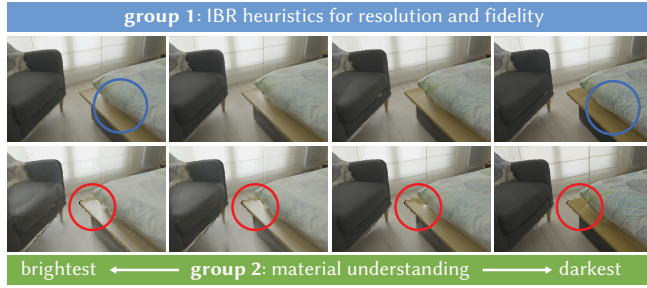 group 1: IBR heuristics for resolution and fidelity
brightest group 2: material understanding darkest